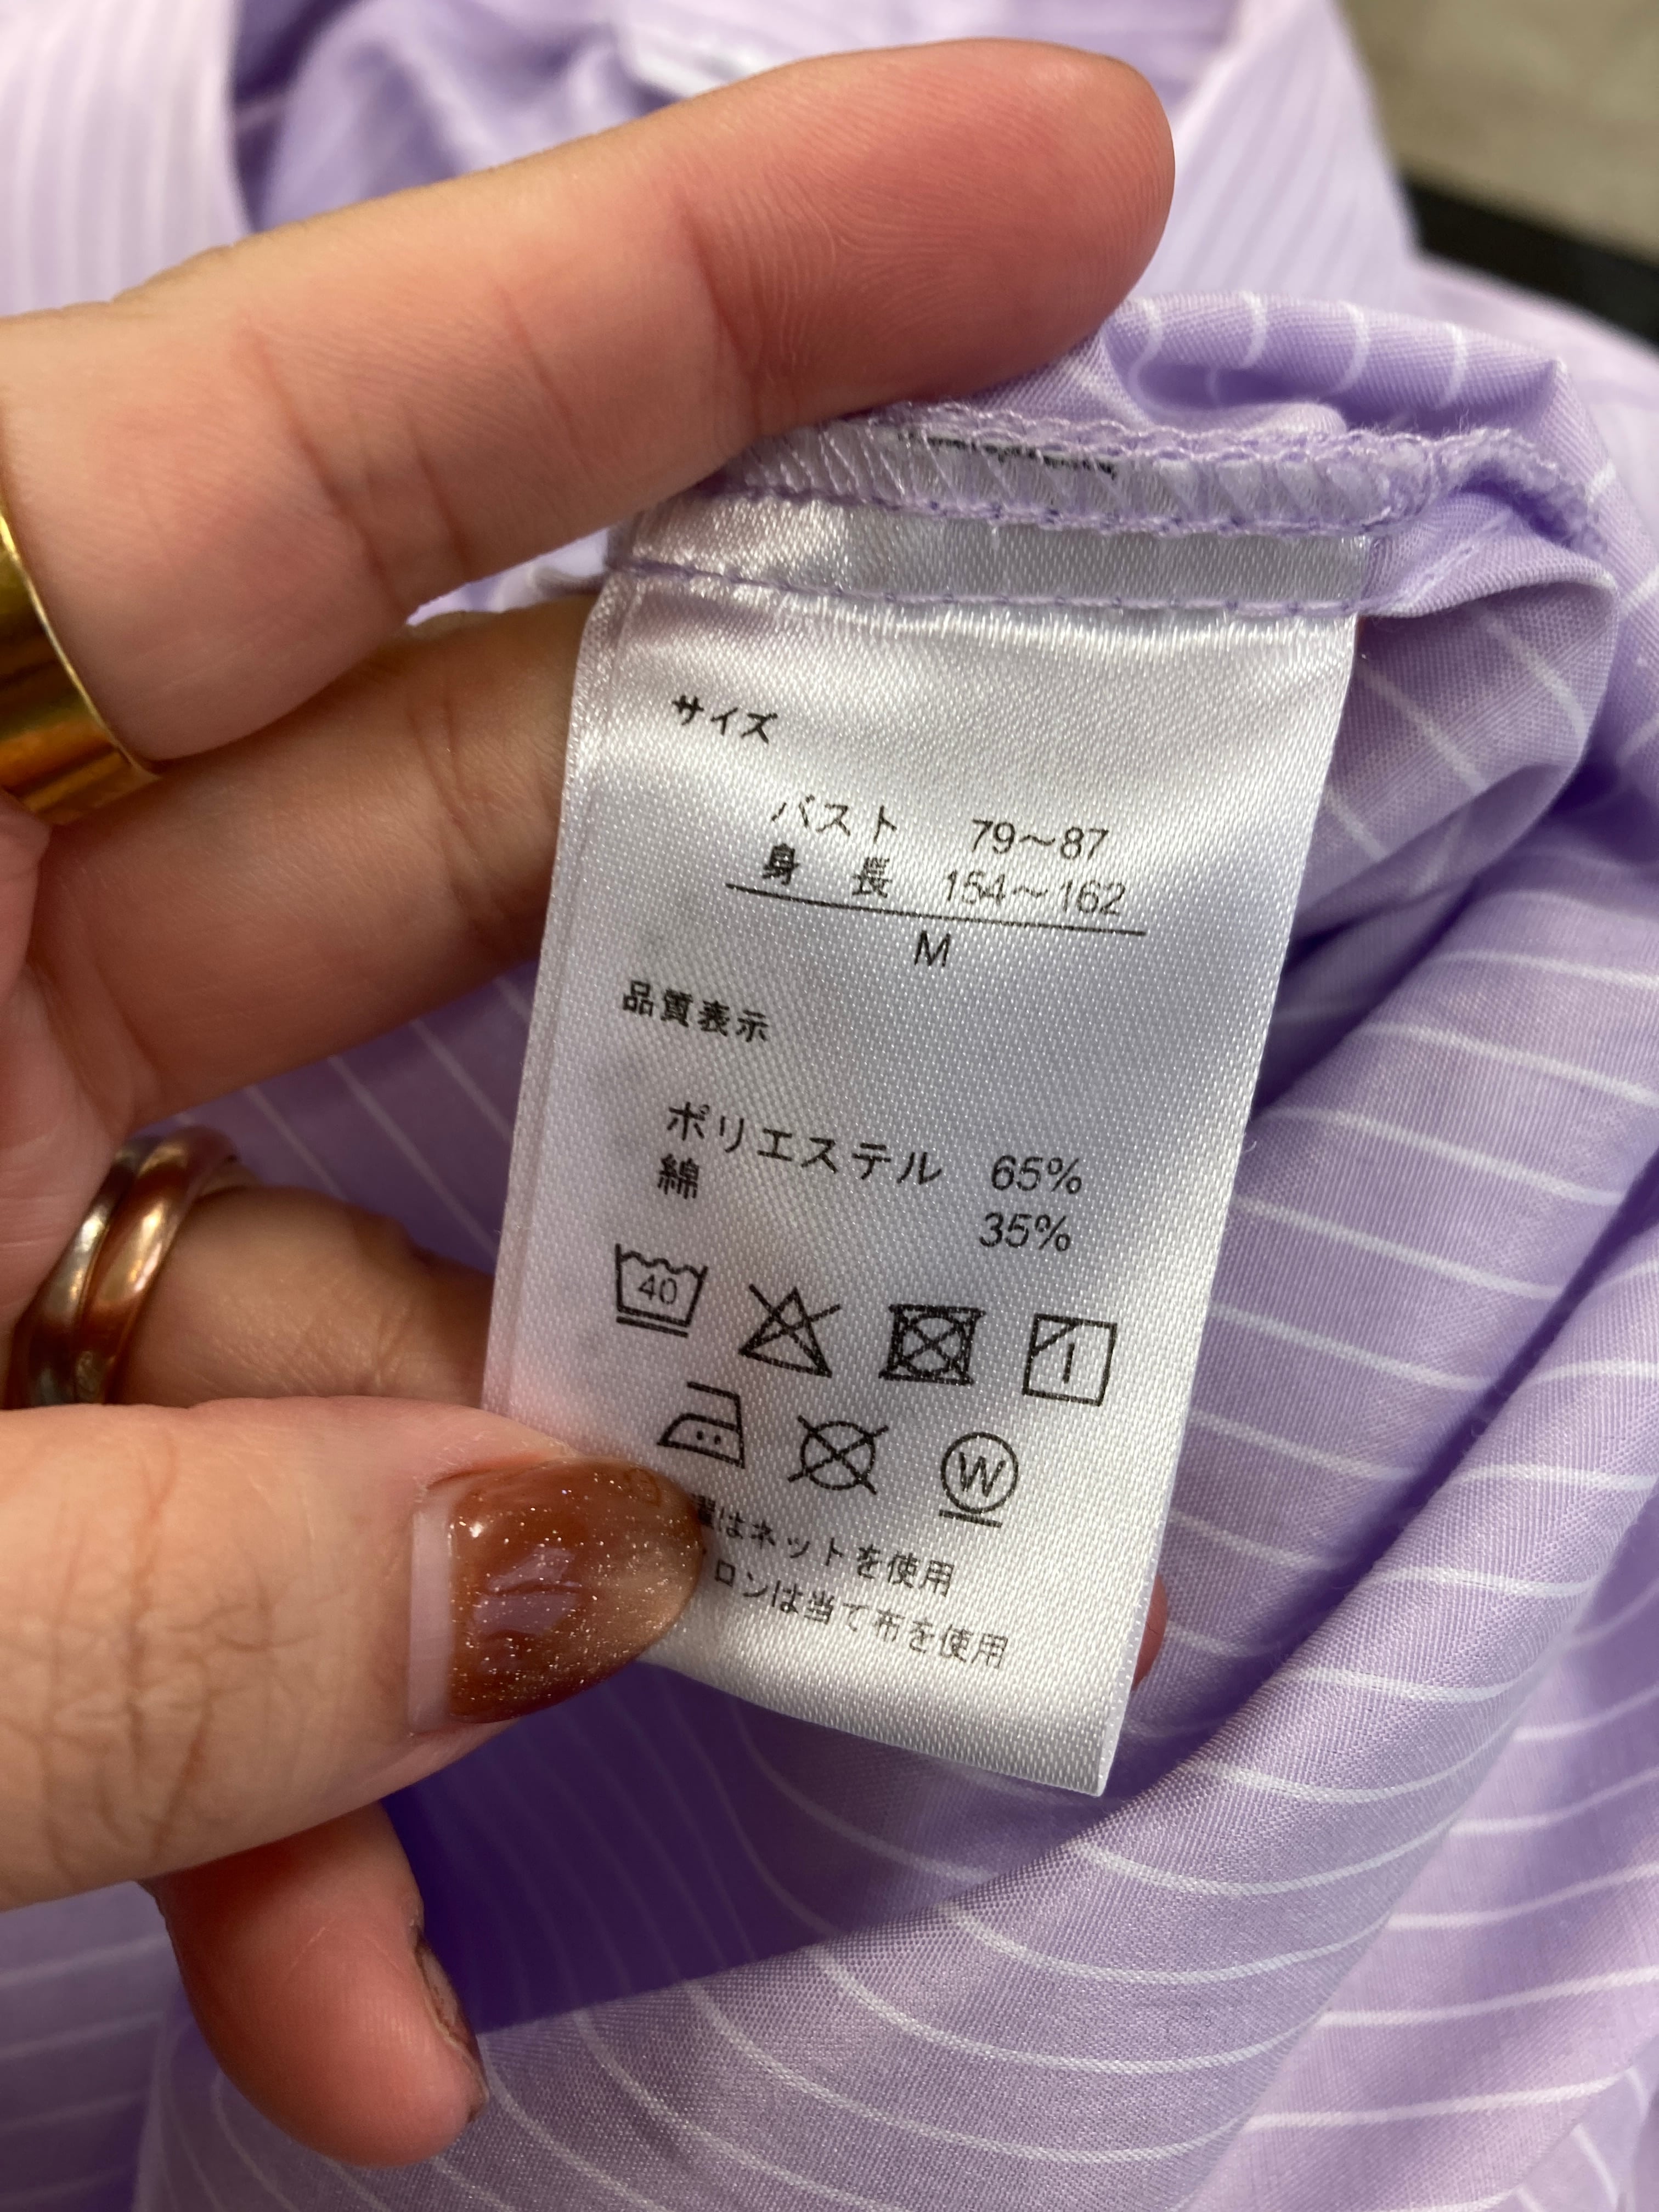 サイズ
バスト 79～87
身 長 154～162
M
品質表示
ポリエステル 65%
綿 35%
40
W
濯はネットを使用
ロンは当て布を使用